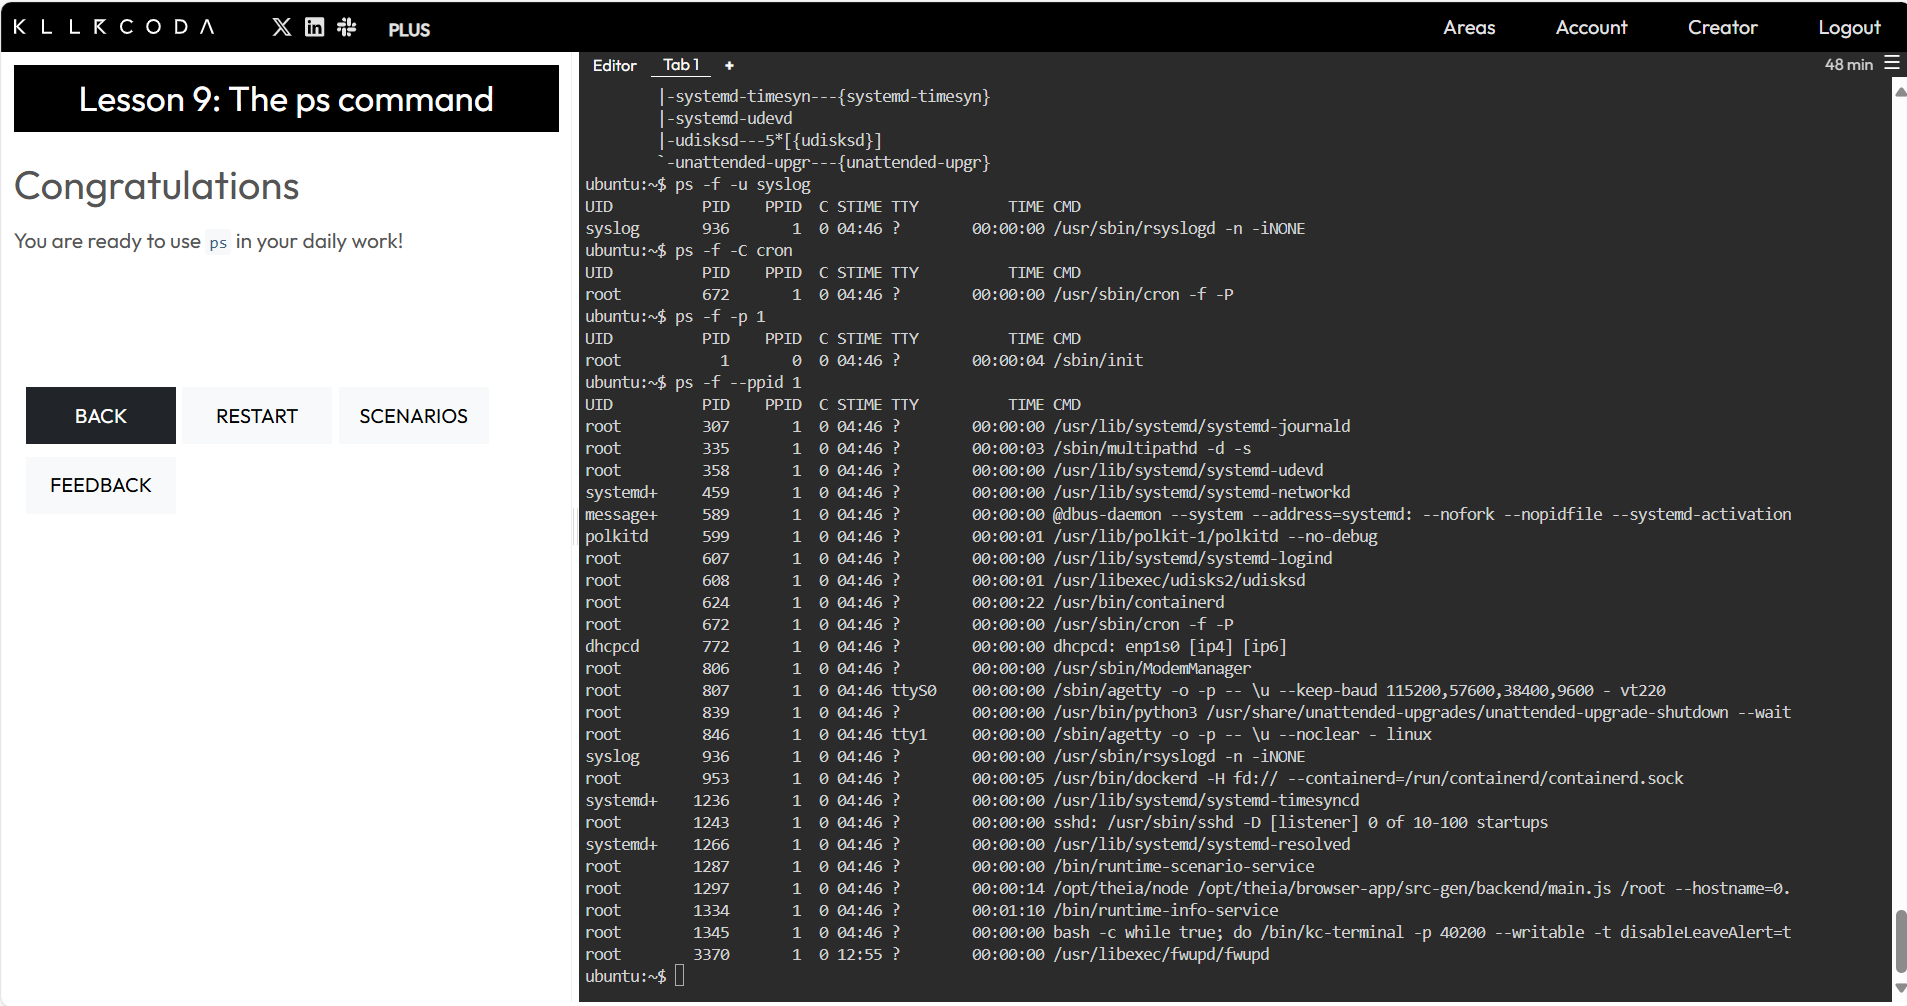 KLLRCODA PLUS Areas Account Creator Logout
Lesson 9: The ps command
Congratulations
You are ready to use ps in your daily work!
BACK RESTART SCENARIOS
FEEDBACK
Editor Tab 1 + 48 min
|-systemd-timesyn---{systemd-timesyn}
|-systemd-udevd
|-udisksd---5*[{udisksd}]
`-unattended-upgr---{unattended-upgr}
ubuntu:~$ ps -f -u syslog
UID PID PPID C STIME TTY TIME CMD
syslog 936 1 0 04:46 ? 00:00:00 /usr/sbin/rsyslogd -n -iNONE
ubuntu:~$ ps -f -C cron
UID PID PPID C STIME TTY TIME CMD
root 672 1 0 04:46 ? 00:00:00 /usr/sbin/cron -f -P
ubuntu:~$ ps -f -p 1
UID PID PPID C STIME TTY TIME CMD
root 1 0 0 04:46 ? 00:00:04 /sbin/init
ubuntu:~$ ps -f --ppid 1
UID PID PPID C STIME TTY TIME CMD
root 307 1 0 04:46 ? 00:00:00 /usr/lib/systemd/systemd-journald
root 335 1 0 04:46 ? 00:00:03 /sbin/multipathd -d -s
root 358 1 0 04:46 ? 00:00:00 /usr/lib/systemd/systemd-udevd
systemd+ 459 1 0 04:46 ? 00:00:00 /usr/lib/systemd/systemd-networkd
message+ 589 1 0 04:46 ? 00:00:00 @dbus-daemon --system --address=systemd: --nofork --nopidfile --systemd-activation
polkitd 599 1 0 04:46 ? 00:00:01 /usr/lib/polkit-1/polkitd --no-debug
root 607 1 0 04:46 ? 00:00:00 /usr/lib/systemd/systemd-logind
root 608 1 0 04:46 ? 00:00:01 /usr/libexec/udisks2/udisksd
root 624 1 0 04:46 ? 00:00:22 /usr/bin/containerd
root 672 1 0 04:46 ? 00:00:00 /usr/sbin/cron -f -P
dhcpcd 772 1 0 04:46 ? 00:00:00 dhcpcd: enp1s0 [ip4] [ip6]
root 806 1 0 04:46 ? 00:00:00 /usr/sbin/ModemManager
root 807 1 0 04:46 ttyS0 00:00:00 /sbin/agetty -o -p -- \u --keep-baud 115200,57600,38400,9600 - vt220
root 839 1 0 04:46 ? 00:00:00 /usr/bin/python3 /usr/share/unattended-upgrades/unattended-upgrade-shutdown --wait
root 846 1 0 04:46 tty1 00:00:00 /sbin/agetty -o -p -- \u --noclear - linux
syslog 936 1 0 04:46 ? 00:00:00 /usr/sbin/rsyslogd -n -iNONE
root 953 1 0 04:46 ? 00:00:05 /usr/bin/dockerd -H fd:// --containerd=/run/containerd/containerd.sock
systemd+ 1236 1 0 04:46 ? 00:00:00 /usr/lib/systemd/systemd-timesyncd
root 1243 1 0 04:46 ? 00:00:00 sshd: /usr/sbin/sshd -D [listener] 0 of 10-100 startups
systemd+ 1266 1 0 04:46 ? 00:00:00 /usr/lib/systemd/systemd-resolved
root 1287 1 0 04:46 ? 00:00:00 /bin/runtime-scenario-service
root 1297 1 0 04:46 ? 00:00:14 /opt/theia/node /opt/theia/browser-app/src-gen/backend/main.js /root --hostname=0.
root 1334 1 0 04:46 ? 00:01:10 /bin/runtime-info-service
root 1345 1 0 04:46 ? 00:00:00 bash -c while true; do /bin/kc-terminal -p 40200 --writable -t disableLeaveAlert=t
root 3370 1 0 12:55 ? 00:00:00 /usr/libexec/fwupd/fwupd
ubuntu:~$